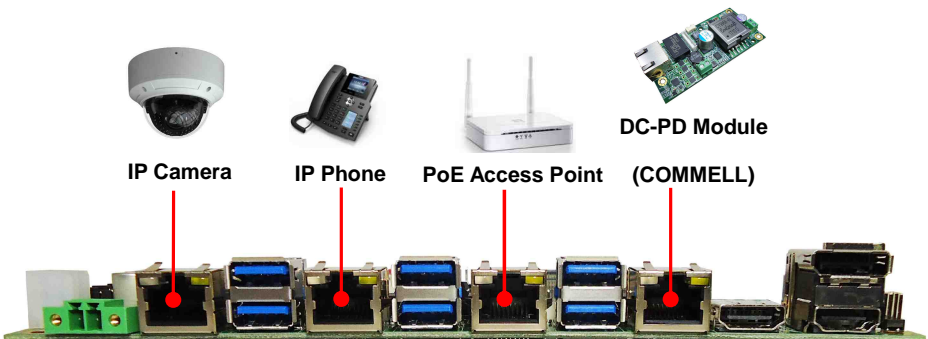 IP Camera
IP Phone
PoE Access Point
DC-PD Module
(COMMELL)